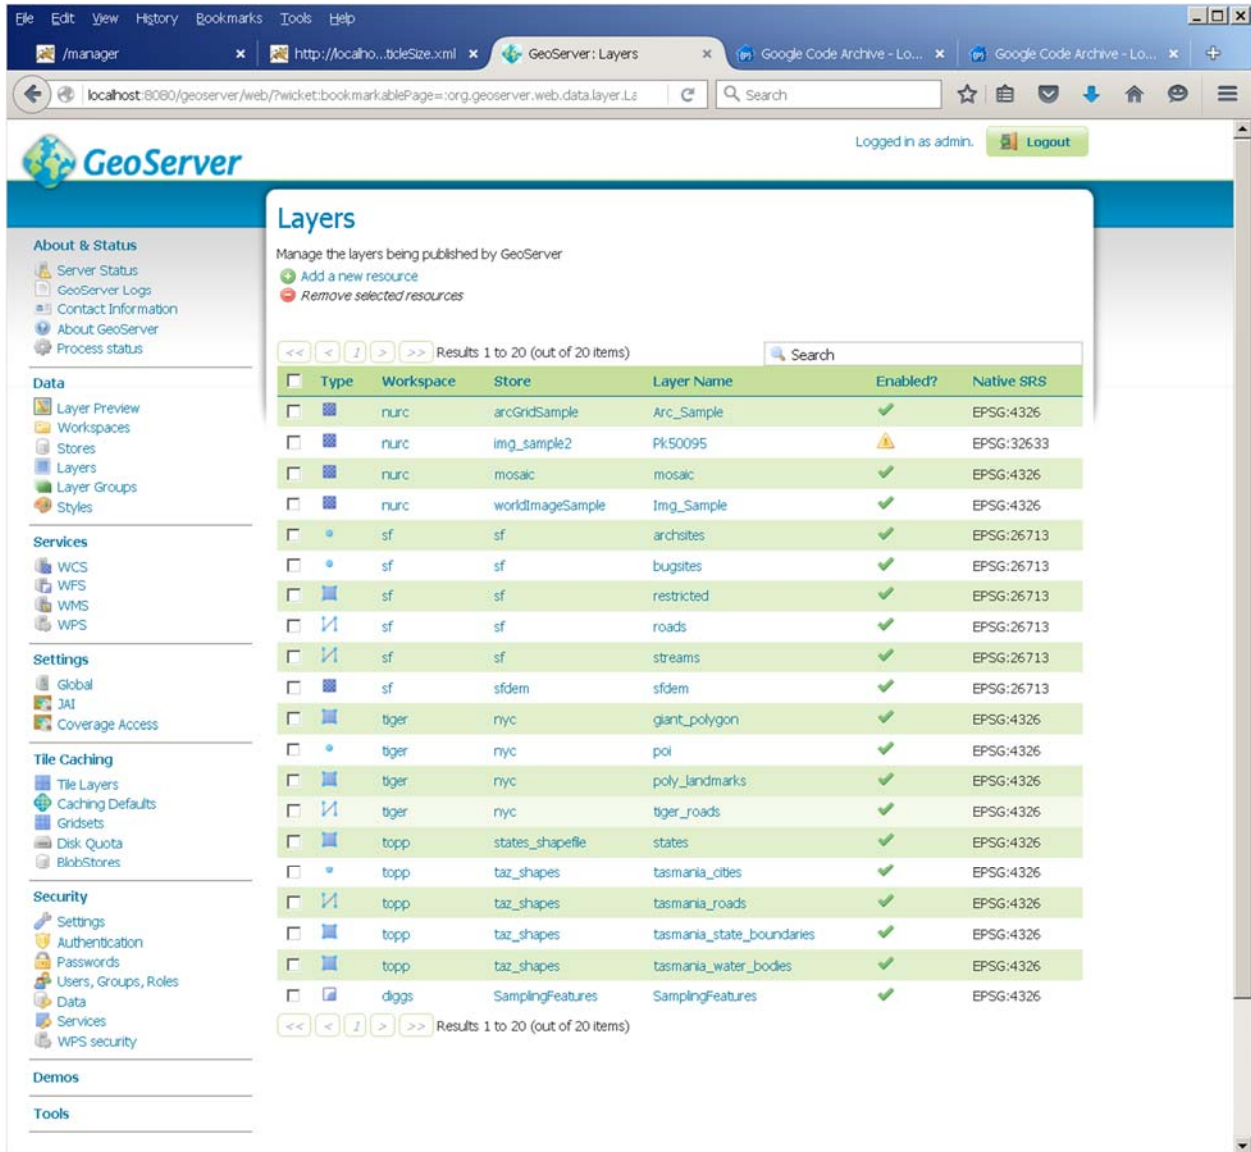 File Edit View History Bookmarks Tools Help
/manager
http://localho...ticleSize.xml
GeoServer: Layers
Google Code Archive - Lo...
Google Code Archive - Lo...
localhost:8080/geoserver/web/?wicket:bookmarkablePage=:org.geoserver.web.data.layer.La
Search
GeoServer
Logged in as admin.
Logout
About & Status
Server Status
GeoServer Logs
Contact Information
About GeoServer
Process status
Data
Layer Preview
Workspaces
Stores
Layers
Layer Groups
Styles
Services
WCS
WFS
WMS
WPS
Settings
Global
JAI
Coverage Access
Tile Caching
Tile Layers
Caching Defaults
Gridsets
Disk Quota
BlobStores
Security
Settings
Authentication
Passwords
Users, Groups, Roles
Data
Services
WPS security
Demos
Tools
Layers
Manage the layers being published by GeoServer
Add a new resource
Remove selected resources
<< < 1 > >> Results 1 to 20 (out of 20 items)
Search
Type Workspace Store Layer Name Enabled? Native SRS
nurc arcGridSample Arc_Sample EPSG:4326
nurc img_sample2 Pk50095 EPSG:32633
nurc mosaic mosaic EPSG:4326
nurc worldImageSample Img_Sample EPSG:4326
sf sf archsites EPSG:26713
sf sf bugsites EPSG:26713
sf sf restricted EPSG:26713
sf sf roads EPSG:26713
sf sf streams EPSG:26713
sf sfdem sfdem EPSG:26713
tiger nyc giant_polygon EPSG:4326
tiger nyc poi EPSG:4326
tiger nyc poly_landmarks EPSG:4326
tiger nyc tiger_roads EPSG:4326
topp states_shapefile states EPSG:4326
topp taz_shapes tasmania_cities EPSG:4326
topp taz_shapes tasmania_roads EPSG:4326
topp taz_shapes tasmania_state_boundaries EPSG:4326
topp taz_shapes tasmania_water_bodies EPSG:4326
diggs SamplingFeatures SamplingFeatures EPSG:4326
<< < 1 > >> Results 1 to 20 (out of 20 items)